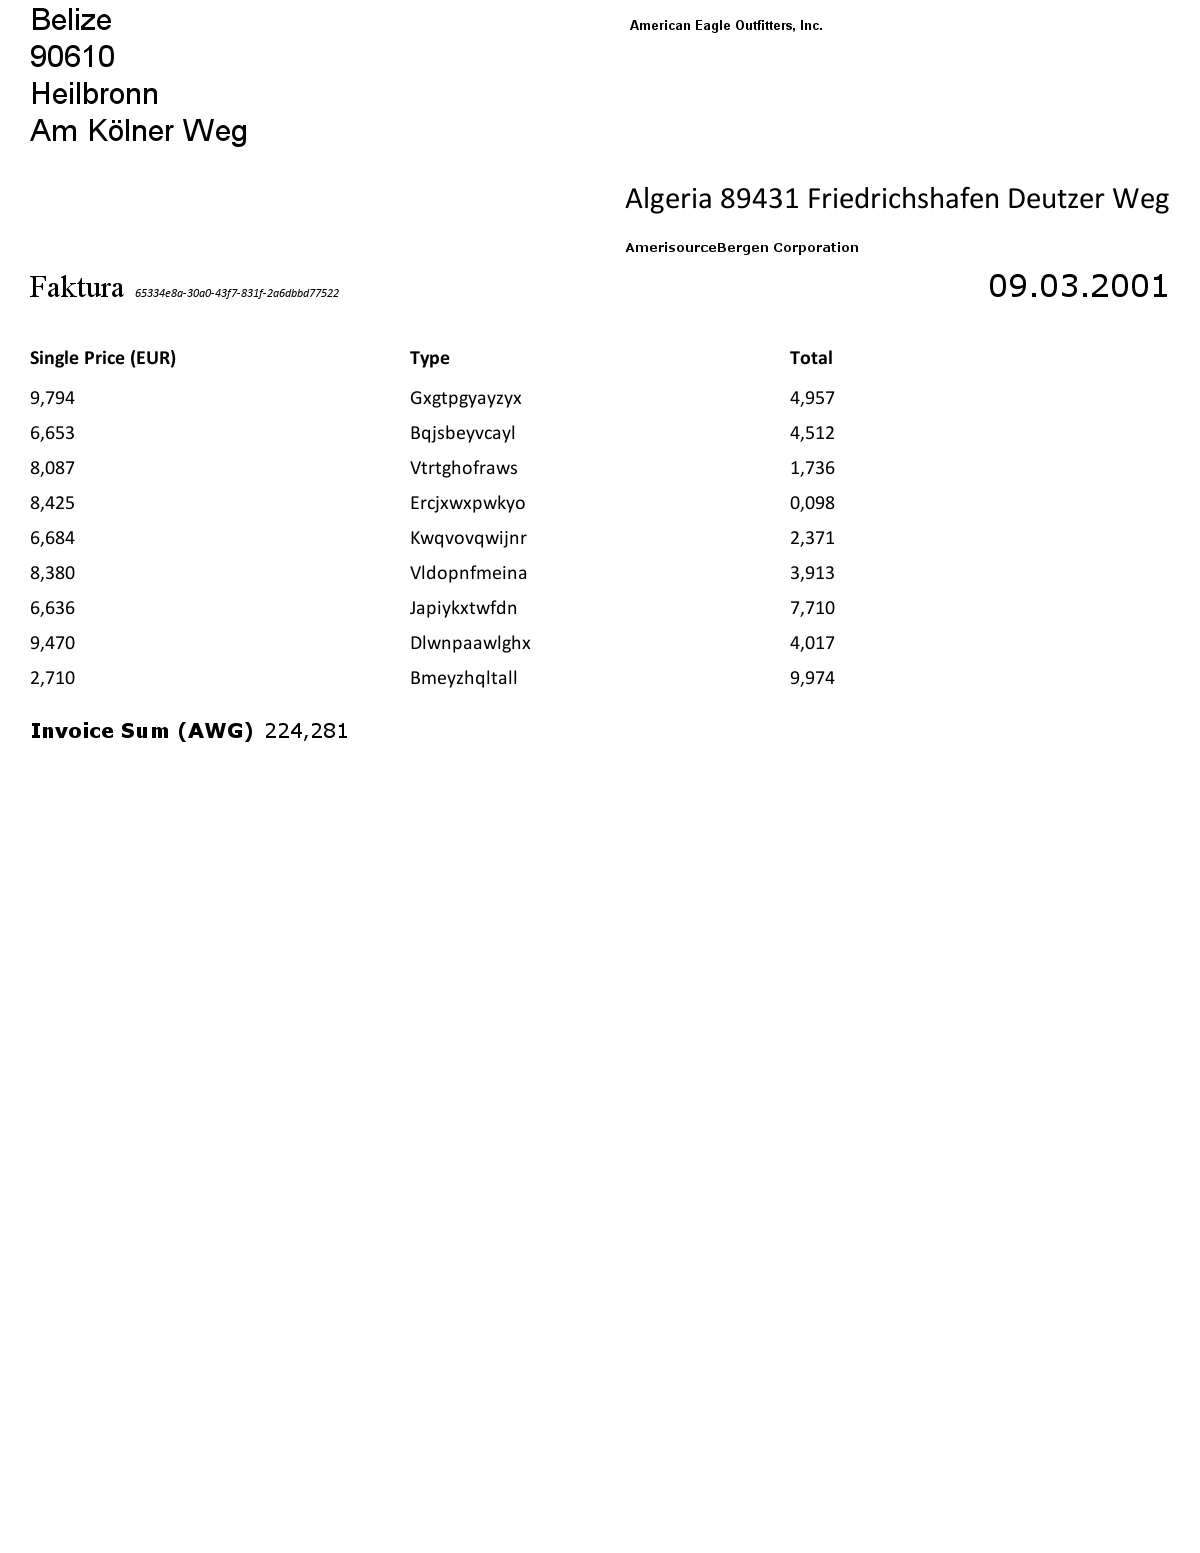 Belize
90610
Heilbronn
Am Kölner Weg
American Eagle Outfitters, Inc.
Algeria 89431 Friedrichshafen Deutzer Weg
AmerisourceBergen Corporation
Faktura 65334e8a-30a0-43f7-831f-2a6dbbd77522 09.03.2001
Single Price (EUR) Type Total
9,794 Gxgtpgyayzyx 4,957
6,653 Bqjsbeyvcayl 4,512
8,087 Vtrtghofraws 1,736
8,425 Ercjxwxpwkyo 0,098
6,684 Kwqvovqwijnr 2,371
8,380 Vldopnfmeina 3,913
6,636 Japiykxtwfdn 7,710
9,470 Dlwnpaawlghx 4,017
2,710 Bmeyzhqltall 9,974
Invoice Sum (AWG) 224,281